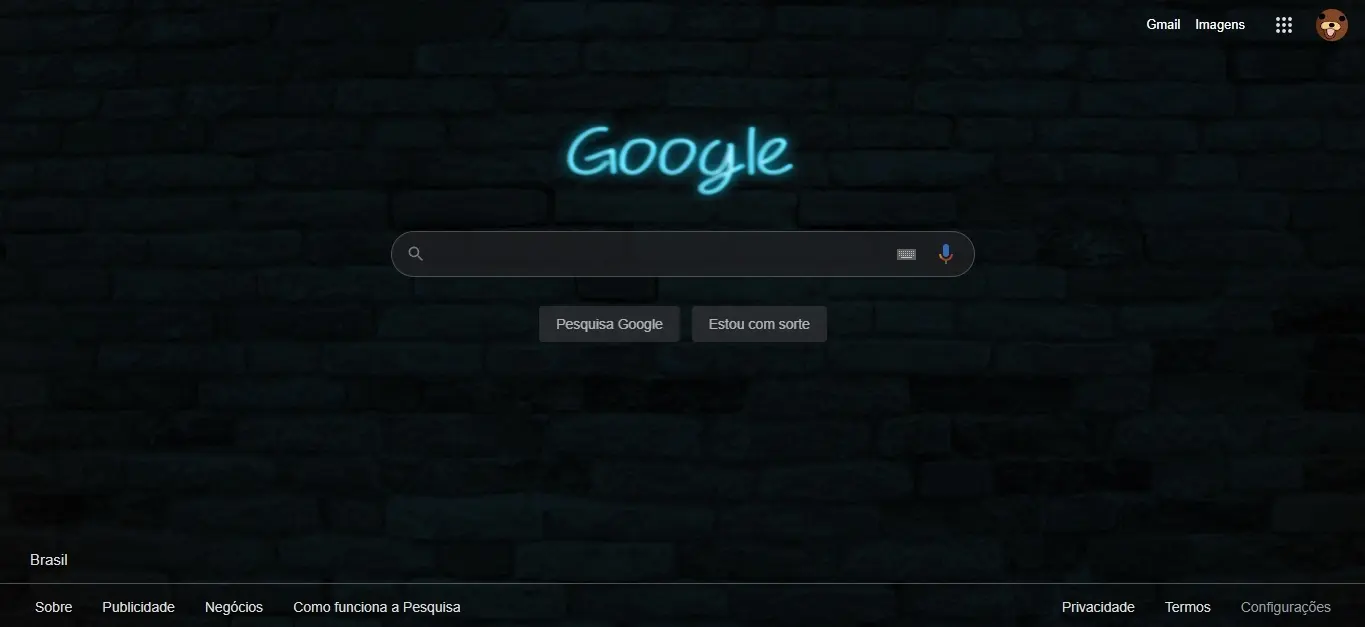 Gmail Imagens
Google
Pesquisa Google Estou com sorte
Brasil
Sobre Publicidade Negócios Como funciona a Pesquisa Privacidade Termos Configurações